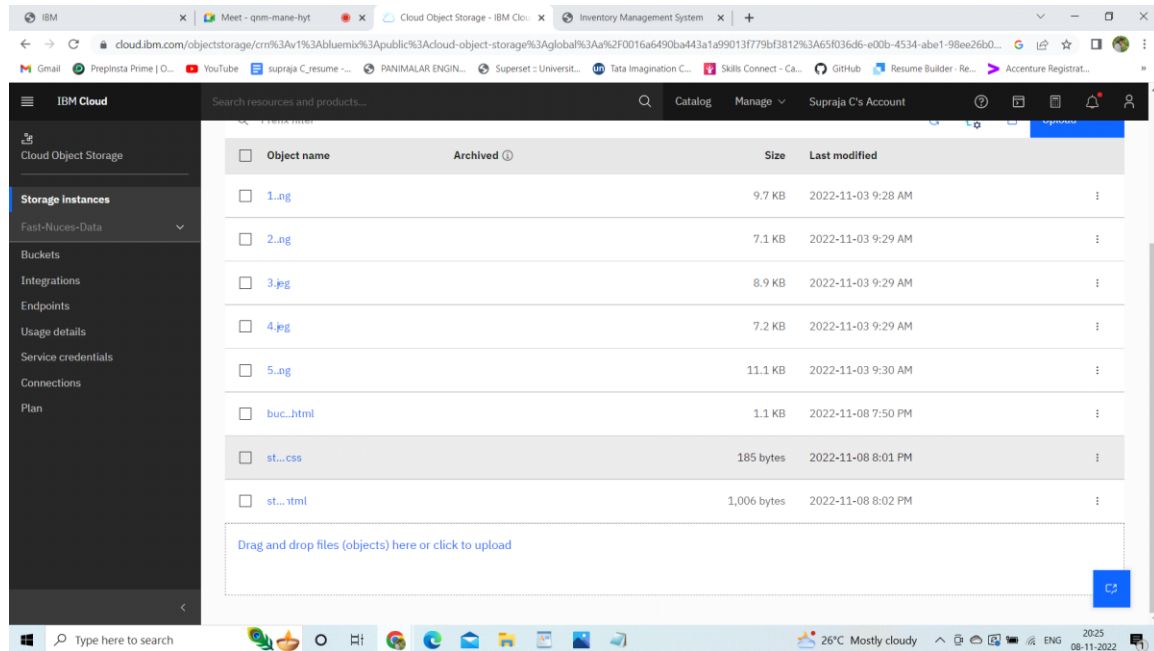 IBM
Meet - qnm-mane-hyt
Cloud Object Storage - IBM Clou
Inventory Management System
cloud.ibm.com/objectstorage/crn%3Av1%3Abluemix%3Apublic%3Acloud-object-storage%3Aglobal%3Aa%2F0016a6490ba443a1a99013f779bf3812%3A65f036d6-e00b-4534-abe1-98ee26b0...
Gmail
PrepInsta Prime | O...
YouTube
supraja C_resume -...
PANIMALAR ENGIN...
Superset :: Universit...
Tata Imagination C...
Skills Connect - Ca...
GitHub
Resume Builder - Re...
Accenture Registrat...
IBM Cloud
Search resources and products...
Catalog
Manage
Supraja C's Account
Cloud Object Storage
Storage instances
Fast-Nuces-Data
Buckets
Integrations
Endpoints
Usage details
Service credentials
Connections
Plan
Prefix filter
Upload
Object name Archived Size Last modified
1..ng 9.7 KB 2022-11-03 9:28 AM
2..ng 7.1 KB 2022-11-03 9:29 AM
3.jeg 8.9 KB 2022-11-03 9:29 AM
4.jeg 7.2 KB 2022-11-03 9:29 AM
5..ng 11.1 KB 2022-11-03 9:30 AM
buc..html 1.1 KB 2022-11-08 7:50 PM
st...css 185 bytes 2022-11-08 8:01 PM
st... tml 1,006 bytes 2022-11-08 8:02 PM
Drag and drop files (objects) here or click to upload
Type here to search
26°C Mostly cloudy
ENG
20:25
08-11-2022